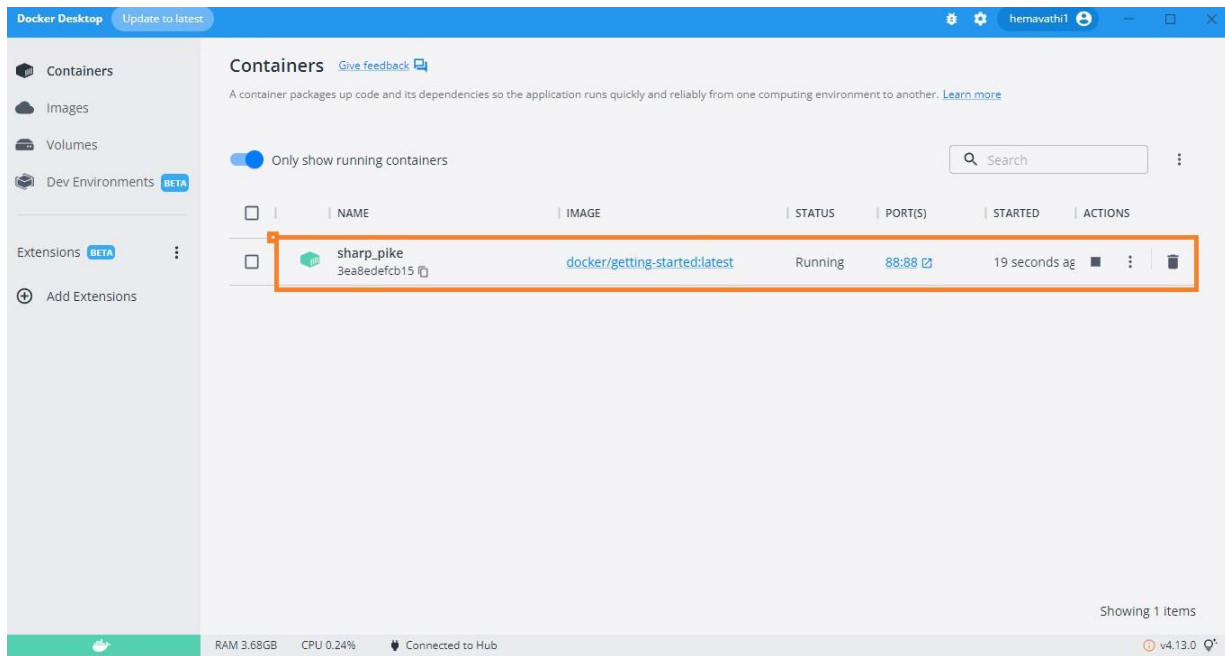 Docker Desktop Update to latest hemavathi1
Containers
Images
Volumes
Dev Environments BETA
Extensions BETA
Add Extensions
Containers Give feedback
A container packages up code and its dependencies so the application runs quickly and reliably from one computing environment to another. Learn more
Only show running containers Search
NAME IMAGE STATUS PORT(S) STARTED ACTIONS
sharp_pike docker/getting-started:latest Running 88:88 19 seconds ag
3ea8edefcb15
Showing 1 items
RAM 3.68GB CPU 0.24% Connected to Hub v4.13.0